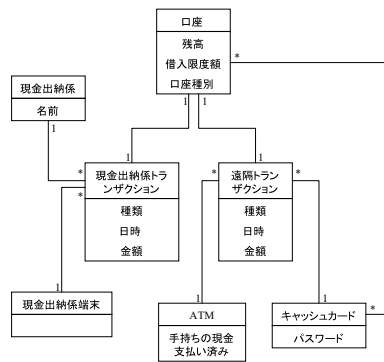 口座
残高
借入限度額
口座種別
*
1
1
現金出納係
名前
1
*
*
1
現金出納係トラ
ンザクション
種類
日時
金額
*
1
*
遠隔トラン
ザクション
種類
日時
金額
1
現金出納係端末
1
ATM
手持ちの現金
支払い済み
1
キャッシュカード
パスワード
*